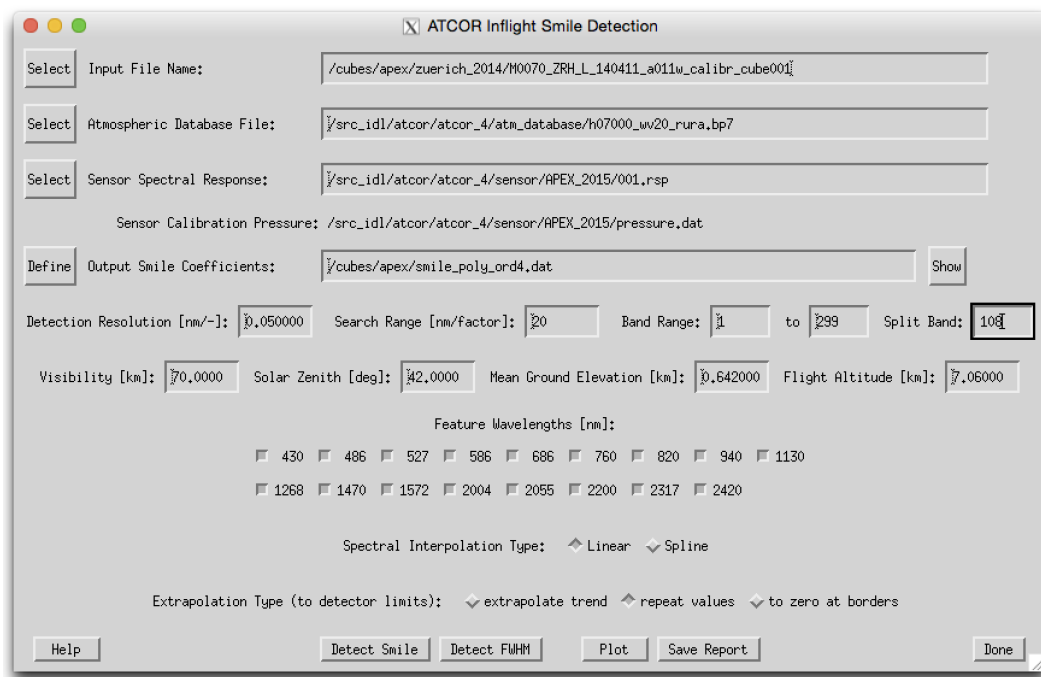 X ATCOR Inflight Smile Detection
Select Input File Name: /cubes/apex/zuerich_2014/M0070_ZRH_L_140411_a011w_calibr_cube001
Select Atmospheric Database File: /src_idl/atcor/atcor_4/atm_database/h07000_wv20_rura.bp7
Select Sensor Spectral Response: /src_idl/atcor/atcor_4/sensor/APEX_2015/001.rsp
Sensor Calibration Pressure: /src_idl/atcor/atcor_4/sensor/APEX_2015/pressure.dat
Define Output Smile Coefficients: /cubes/apex/smile_poly_ord4.dat Show
Detection Resolution [nm/-]: 0.050000 Search Range [nm/factor]: 20 Band Range: 1 to 299 Split Band: 108
Visibility [km]: 70.0000 Solar Zenith [deg]: 42.0000 Mean Ground Elevation [km]: 0.642000 Flight Altitude [km]: 7.06000
Feature Wavelengths [nm]:
430 486 527 586 686 760 820 940 1130
1268 1470 1572 2004 2055 2200 2317 2420
Spectral Interpolation Type: Linear Spline
Extrapolation Type (to detector limits): extrapolate trend repeat values to zero at borders
Help Detect Smile Detect FWHM Plot Save Report Done